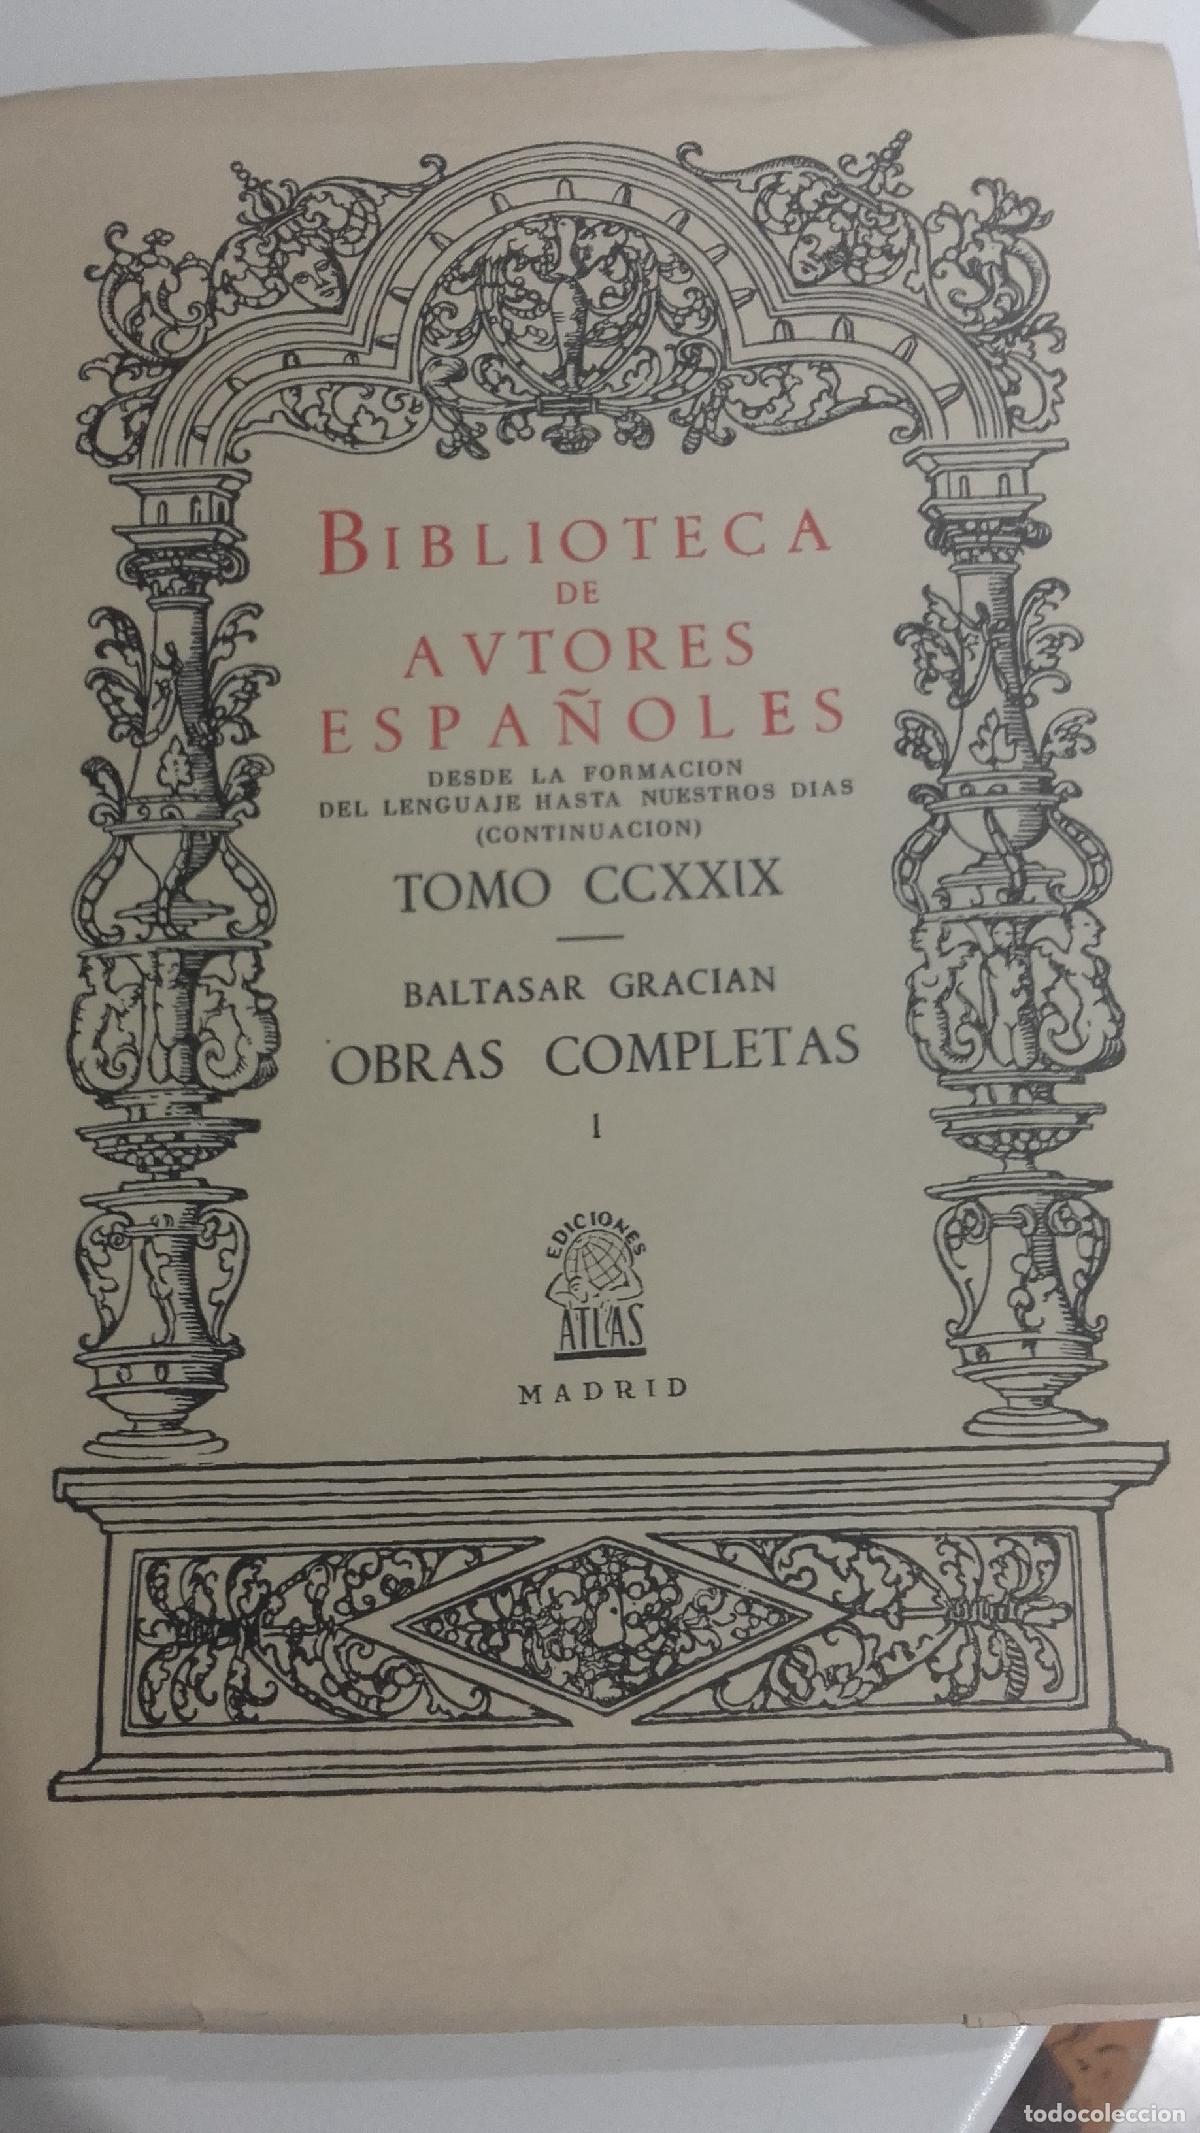 BIBLIOTECA
DE
AVTORES
ESPAÑOLES
DESDE LA FORMACION
DEL LENGUAJE HASTA NUESTROS DIAS
(CONTINUACION)
TOMO CCXXIX
BALTASAR GRACIAN
OBRAS COMPLETAS
I
EDICIONES
ATLAS
MADRID
todocoleccion